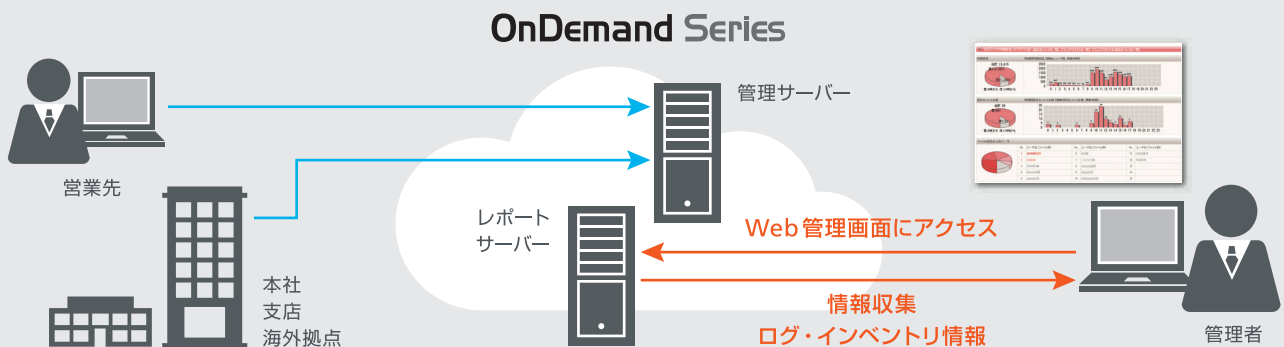 OnDemand Series
管理サーバー
営業先
レポート
サーバー
Web管理画面にアクセス
本社
支店
海外拠点
情報収集
ログ・インベントリ情報
管理者